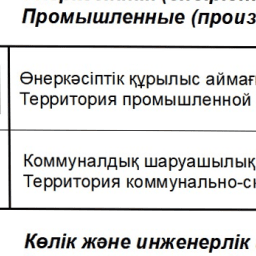 Промышленные (произ
Өнеркәсіптік құрылыс аймағ
Территория промышленной
Коммуналдық шаруашылық
Территория коммунально-ск
Көлік және инженерлік